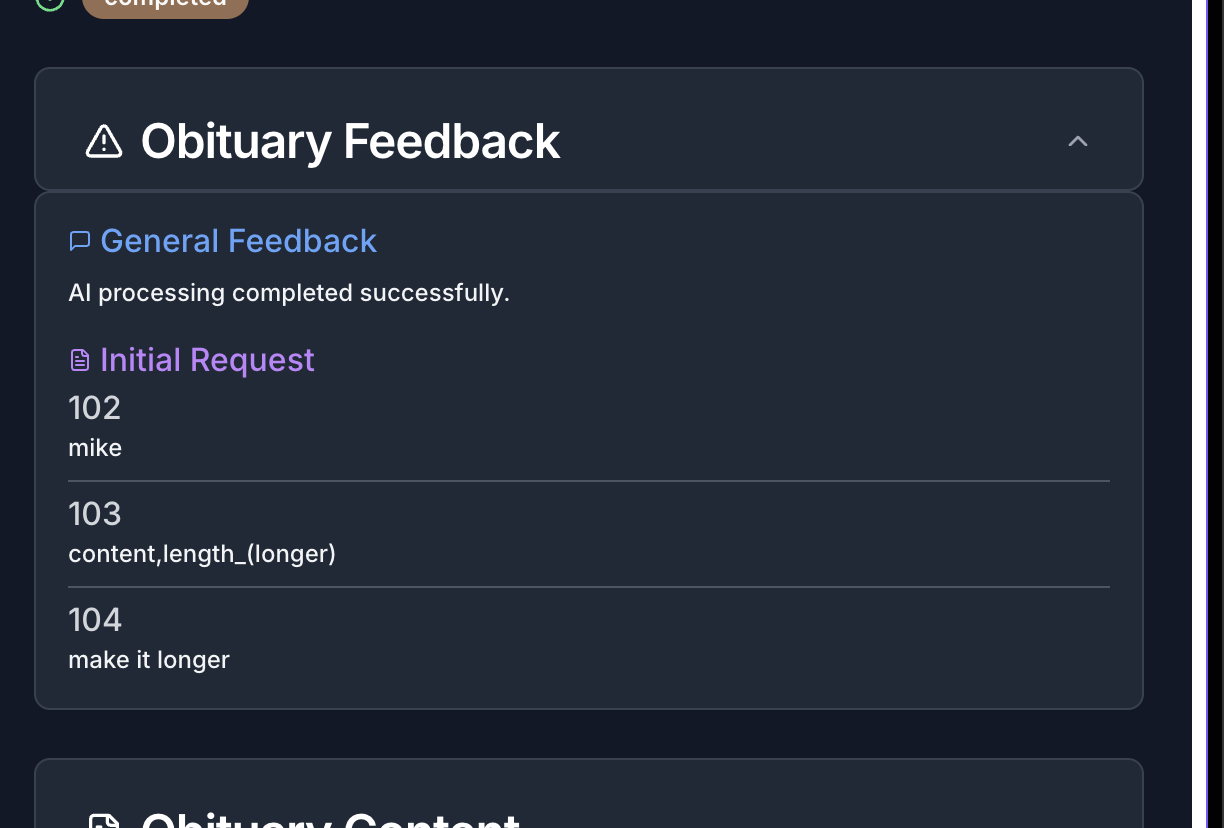 completed
Obituary Feedback
General Feedback
AI processing completed successfully.
Initial Request
102
mike
103
content,length_(longer)
104
make it longer
Obituary Content